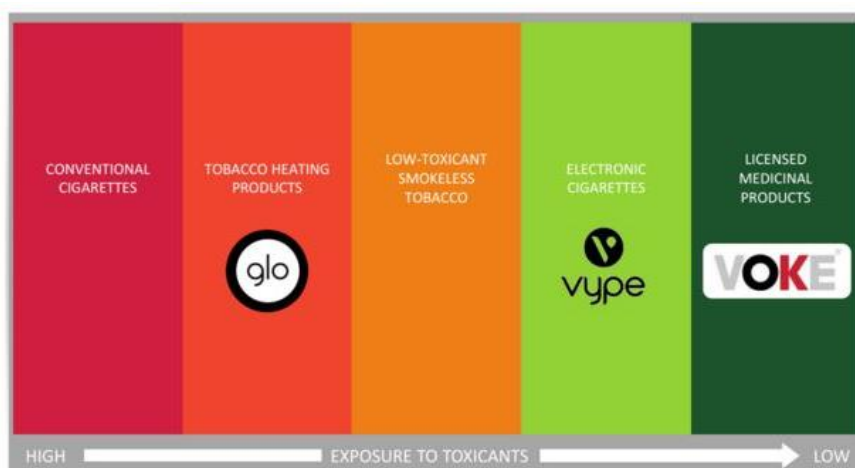 CONVENTIONAL
CIGARETTES
TOBACCO HEATING
PRODUCTS
glo
LOW-TOXICANT
SMOKELESS
TOBACCO
ELECTRONIC
CIGARETTES
vype
LICENSED
MEDICINAL
PRODUCTS
VOKE
HIGH EXPOSURE TO TOXICANTS LOW